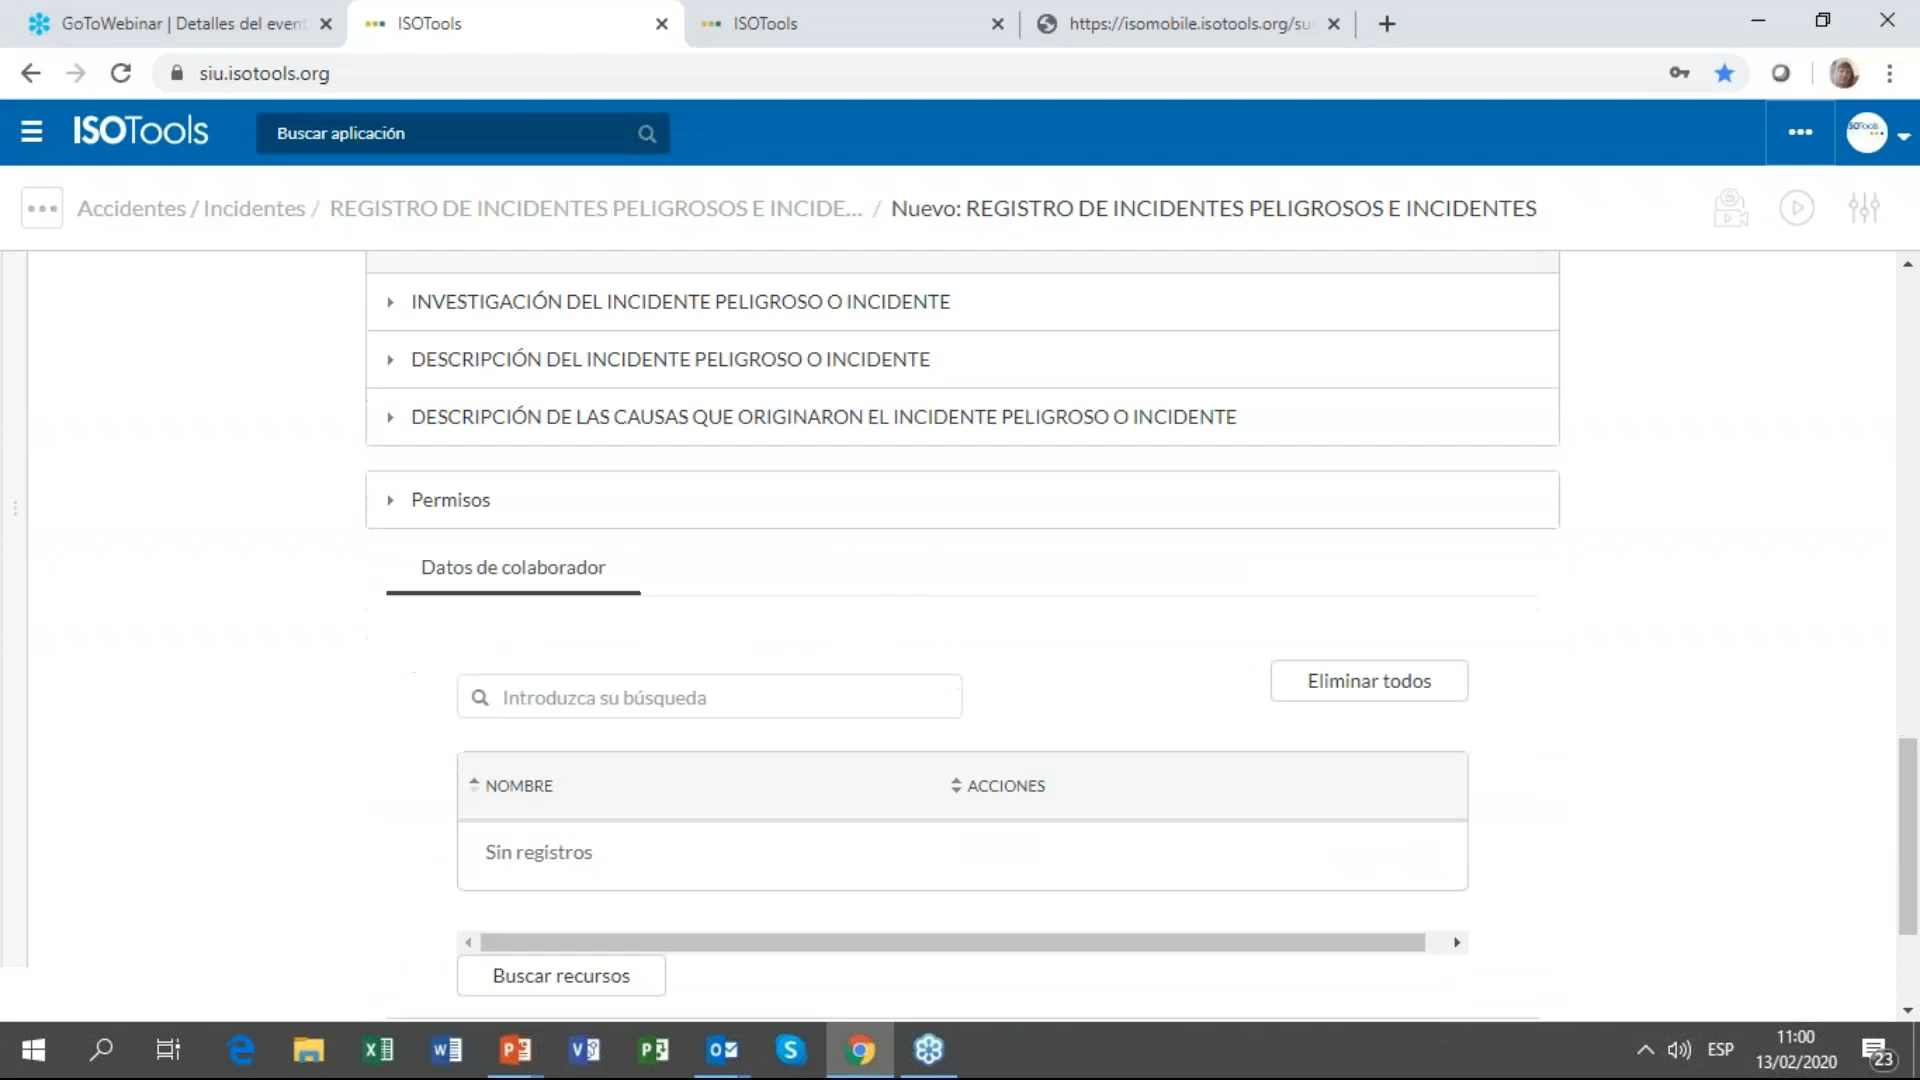 GoToWebinar | Detalles del event
ISOTools
ISOTools
https://isomobile.isotools.org/su
siu.isotools.org
ISOTools
Buscar aplicación
Accidentes / Incidentes / REGISTRO DE INCIDENTES PELIGROSOS E INCIDE... / Nuevo: REGISTRO DE INCIDENTES PELIGROSOS E INCIDENTES
INVESTIGACIÓN DEL INCIDENTE PELIGROSO O INCIDENTE
DESCRIPCIÓN DEL INCIDENTE PELIGROSO O INCIDENTE
DESCRIPCIÓN DE LAS CAUSAS QUE ORIGINARON EL INCIDENTE PELIGROSO O INCIDENTE
Permisos
Datos de colaborador
Introduzca su búsqueda
Eliminar todos
NOMBRE
ACCIONES
Sin registros
Buscar recursos
ESP
11:00
13/02/2020
23